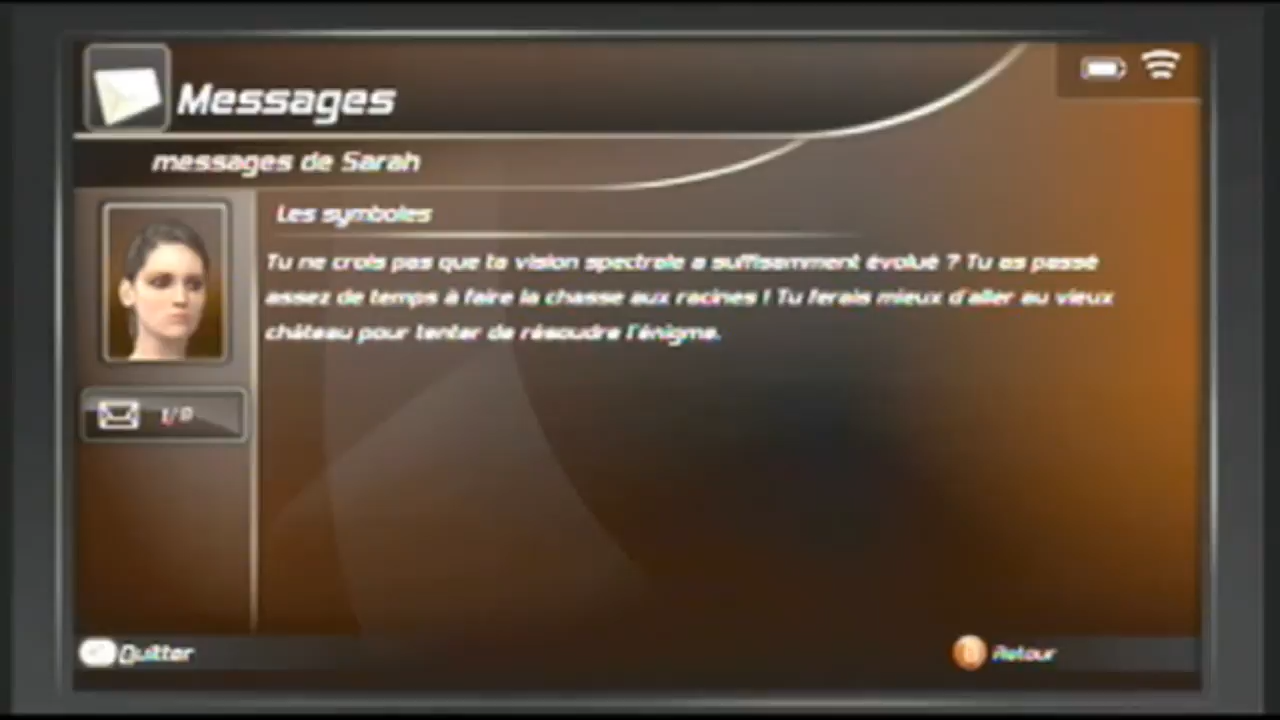 Messages
messages de Sarah
Les symboles
Tu ne crois pas que ta vision spectrale a suffisamment évolué ? Tu as passé
assez de temps à faire la chasse aux racines ! Tu ferais mieux d'aller au vieux
château pour tenter de résoudre l'énigme.
Quitter
Retour